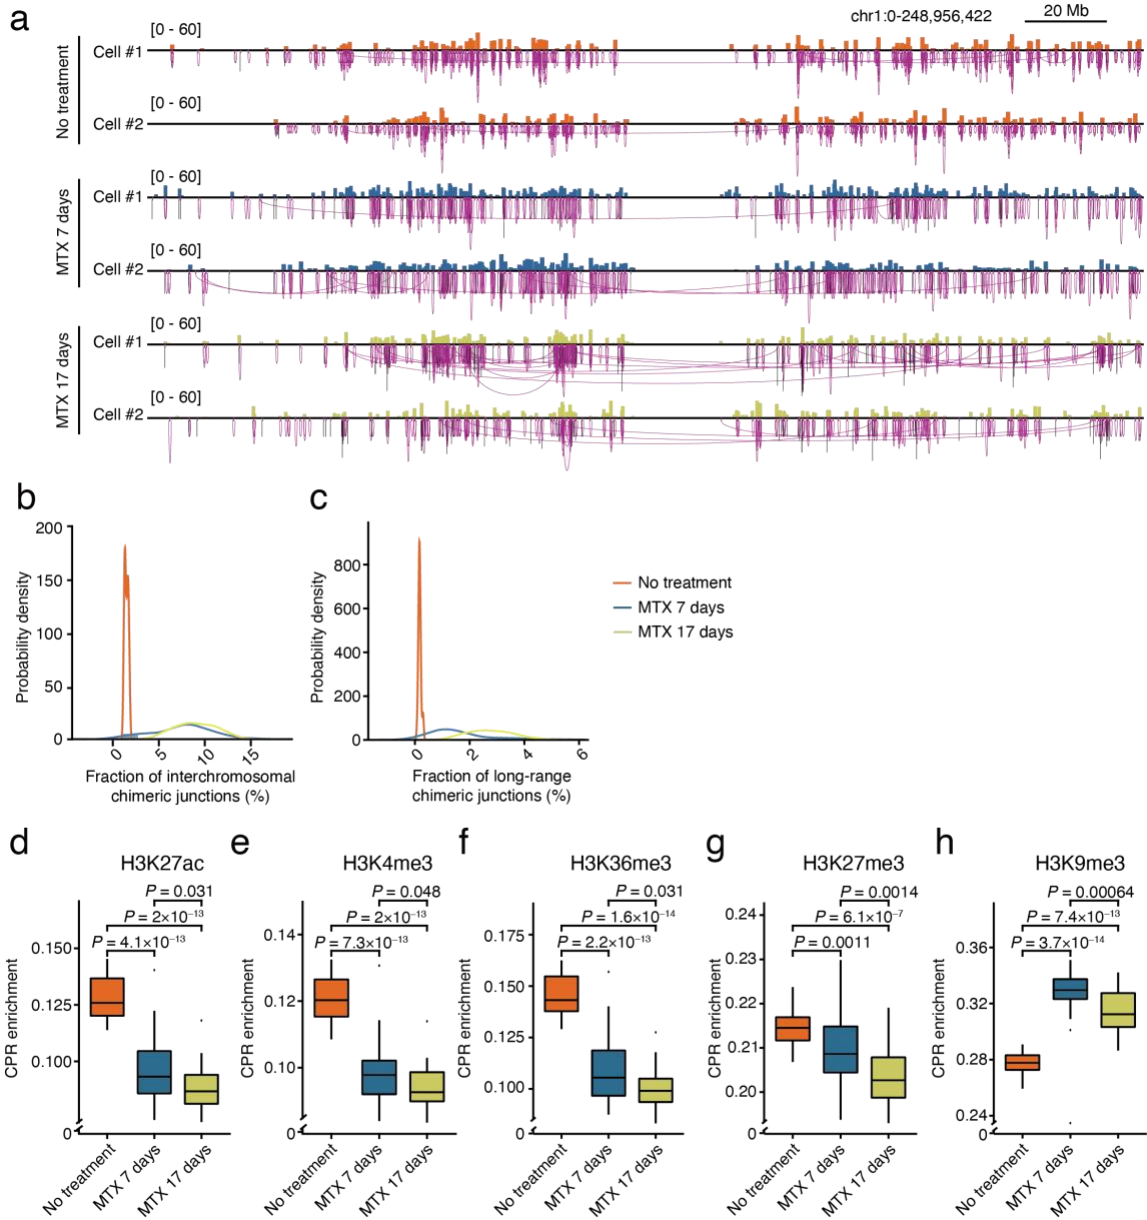 a
chr1:0-248,956,422
20 Mb
No treatment
[0 - 60]
Cell #1
[0 - 60]
Cell #2
MTX 7 days
[0 - 60]
Cell #1
[0 - 60]
Cell #2
MTX 17 days
[0 - 60]
Cell #1
[0 - 60]
Cell #2
b
Probability density
200
150
100
50
0
0 5 10 15
Fraction of interchromosomal
chimeric junctions (%)
c
Probability density
800
600
400
200
0
0 2 4 6
Fraction of long-range
chimeric junctions (%)
No treatment
MTX 7 days
MTX 17 days
d
H3K27ac
P = 0.031
P = 2×10⁻¹³
P = 4.1×10⁻¹³
CPR enrichment
0.150
0.125
0.100
0
No treatment
MTX 7 days
MTX 17 days
e
H3K4me3
P = 0.048
P = 2×10⁻¹³
P = 7.3×10⁻¹³
CPR enrichment
0.14
0.12
0.10
0
No treatment
MTX 7 days
MTX 17 days
f
H3K36me3
P = 0.031
P = 1.6×10⁻¹⁴
P = 2.2×10⁻¹³
CPR enrichment
0.175
0.150
0.125
0.100
0
No treatment
MTX 7 days
MTX 17 days
g
H3K27me3
P = 0.0014
P = 6.1×10⁻⁷
P = 0.0011
CPR enrichment
0.24
0.23
0.22
0.21
0.20
0
No treatment
MTX 7 days
MTX 17 days
h
H3K9me3
P = 0.00064
P = 7.4×10⁻¹³
P = 3.7×10⁻¹⁴
CPR enrichment
0.36
0.32
0.28
0.24
0
No treatment
MTX 7 days
MTX 17 days